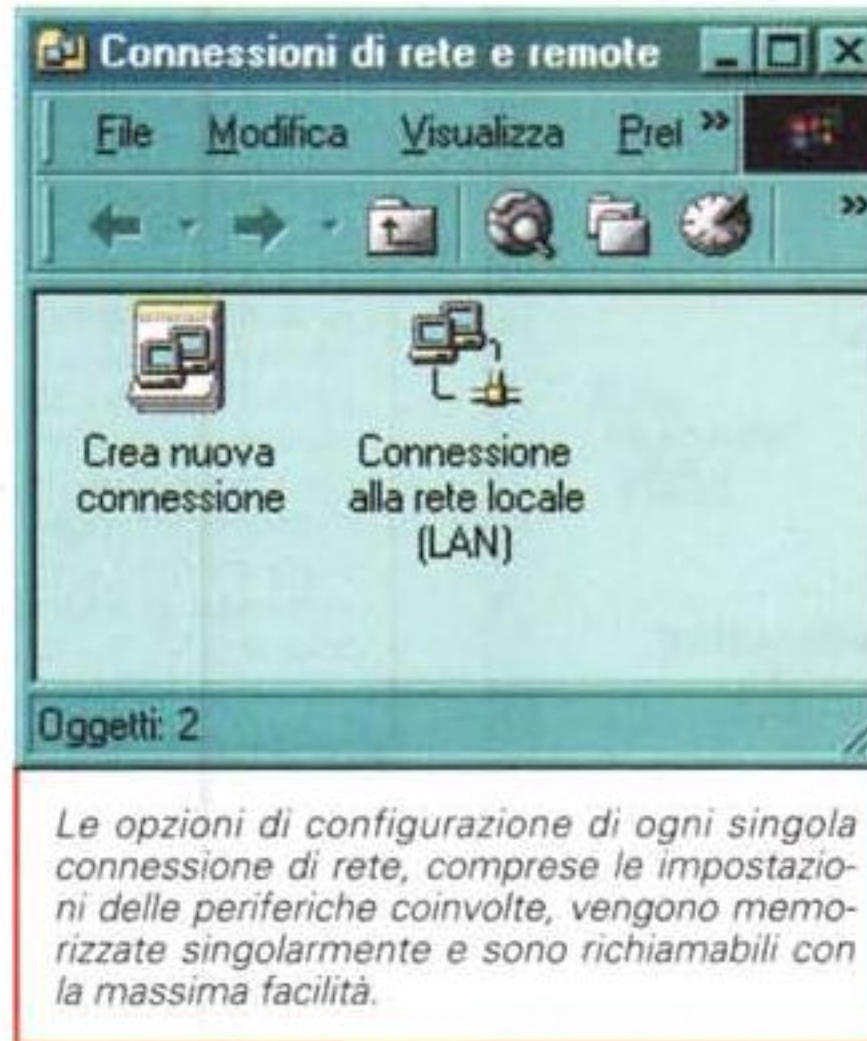 Connessioni di rete e remote
File Modifica Visualizza Prei »
»
Crea nuova
connessione
Connessione
alla rete locale
(LAN)
Oggetti: 2
Le opzioni di configurazione di ogni singola
connessione di rete, comprese le impostazio-
ni delle periferiche coinvolte, vengono memo-
rizzate singolarmente e sono richiamabili con
la massima facilità.